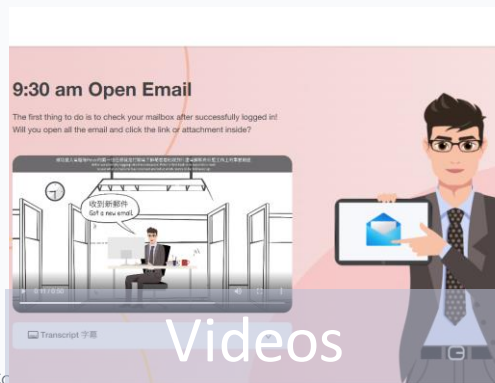 9:30 am Open Email
The first thing to do is to check your mailbox after successfully logged in!
Will you open all the email and click the link or attachment inside?
收到新郵件
Got a new email.
Transcript 字幕
Videos